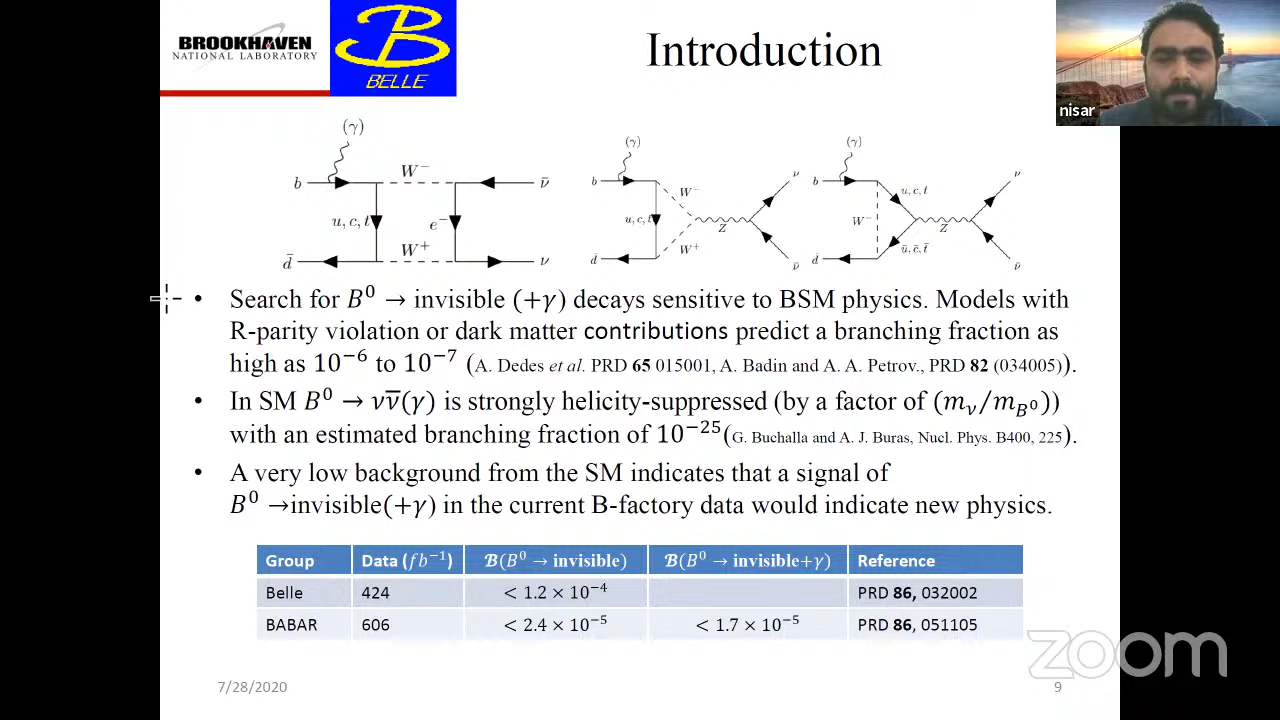 BROOKHAVEN
NATIONAL LABORATORY
BELLE
Introduction
nisar
(γ)
b
W⁻
ν̄
u, c, t
e⁻
d̄
W⁺
ν
(γ)
b
W⁻
ν
u, c, t
Z
d̄
W⁺
ν̄
(γ)
b
u, c, t
ν
W⁻
Z
d̄
ū, c̄, t̄
ν̄
• Search for B⁰ → invisible (+γ) decays sensitive to BSM physics. Models with
R-parity violation or dark matter contributions predict a branching fraction as
high as 10⁻⁶ to 10⁻⁷ (A. Dedes et al. PRD 65 015001, A. Badin and A. A. Petrov., PRD 82 (034005)).
• In SM B⁰ → νν̅(γ) is strongly helicity-suppressed (by a factor of (m_ν/m_B⁰))
with an estimated branching fraction of 10⁻²⁵(G. Buchalla and A. J. Buras, Nucl. Phys. B400, 225).
• A very low background from the SM indicates that a signal of
B⁰ →invisible(+γ) in the current B-factory data would indicate new physics.
Group Data (fb⁻¹) ℬ(B⁰ → invisible) ℬ(B⁰ → invisible+γ) Reference
Belle 424 < 1.2 × 10⁻⁴ PRD 86, 032002
BABAR 606 < 2.4 × 10⁻⁵ < 1.7 × 10⁻⁵ PRD 86, 051105
zoom
7/28/2020 9